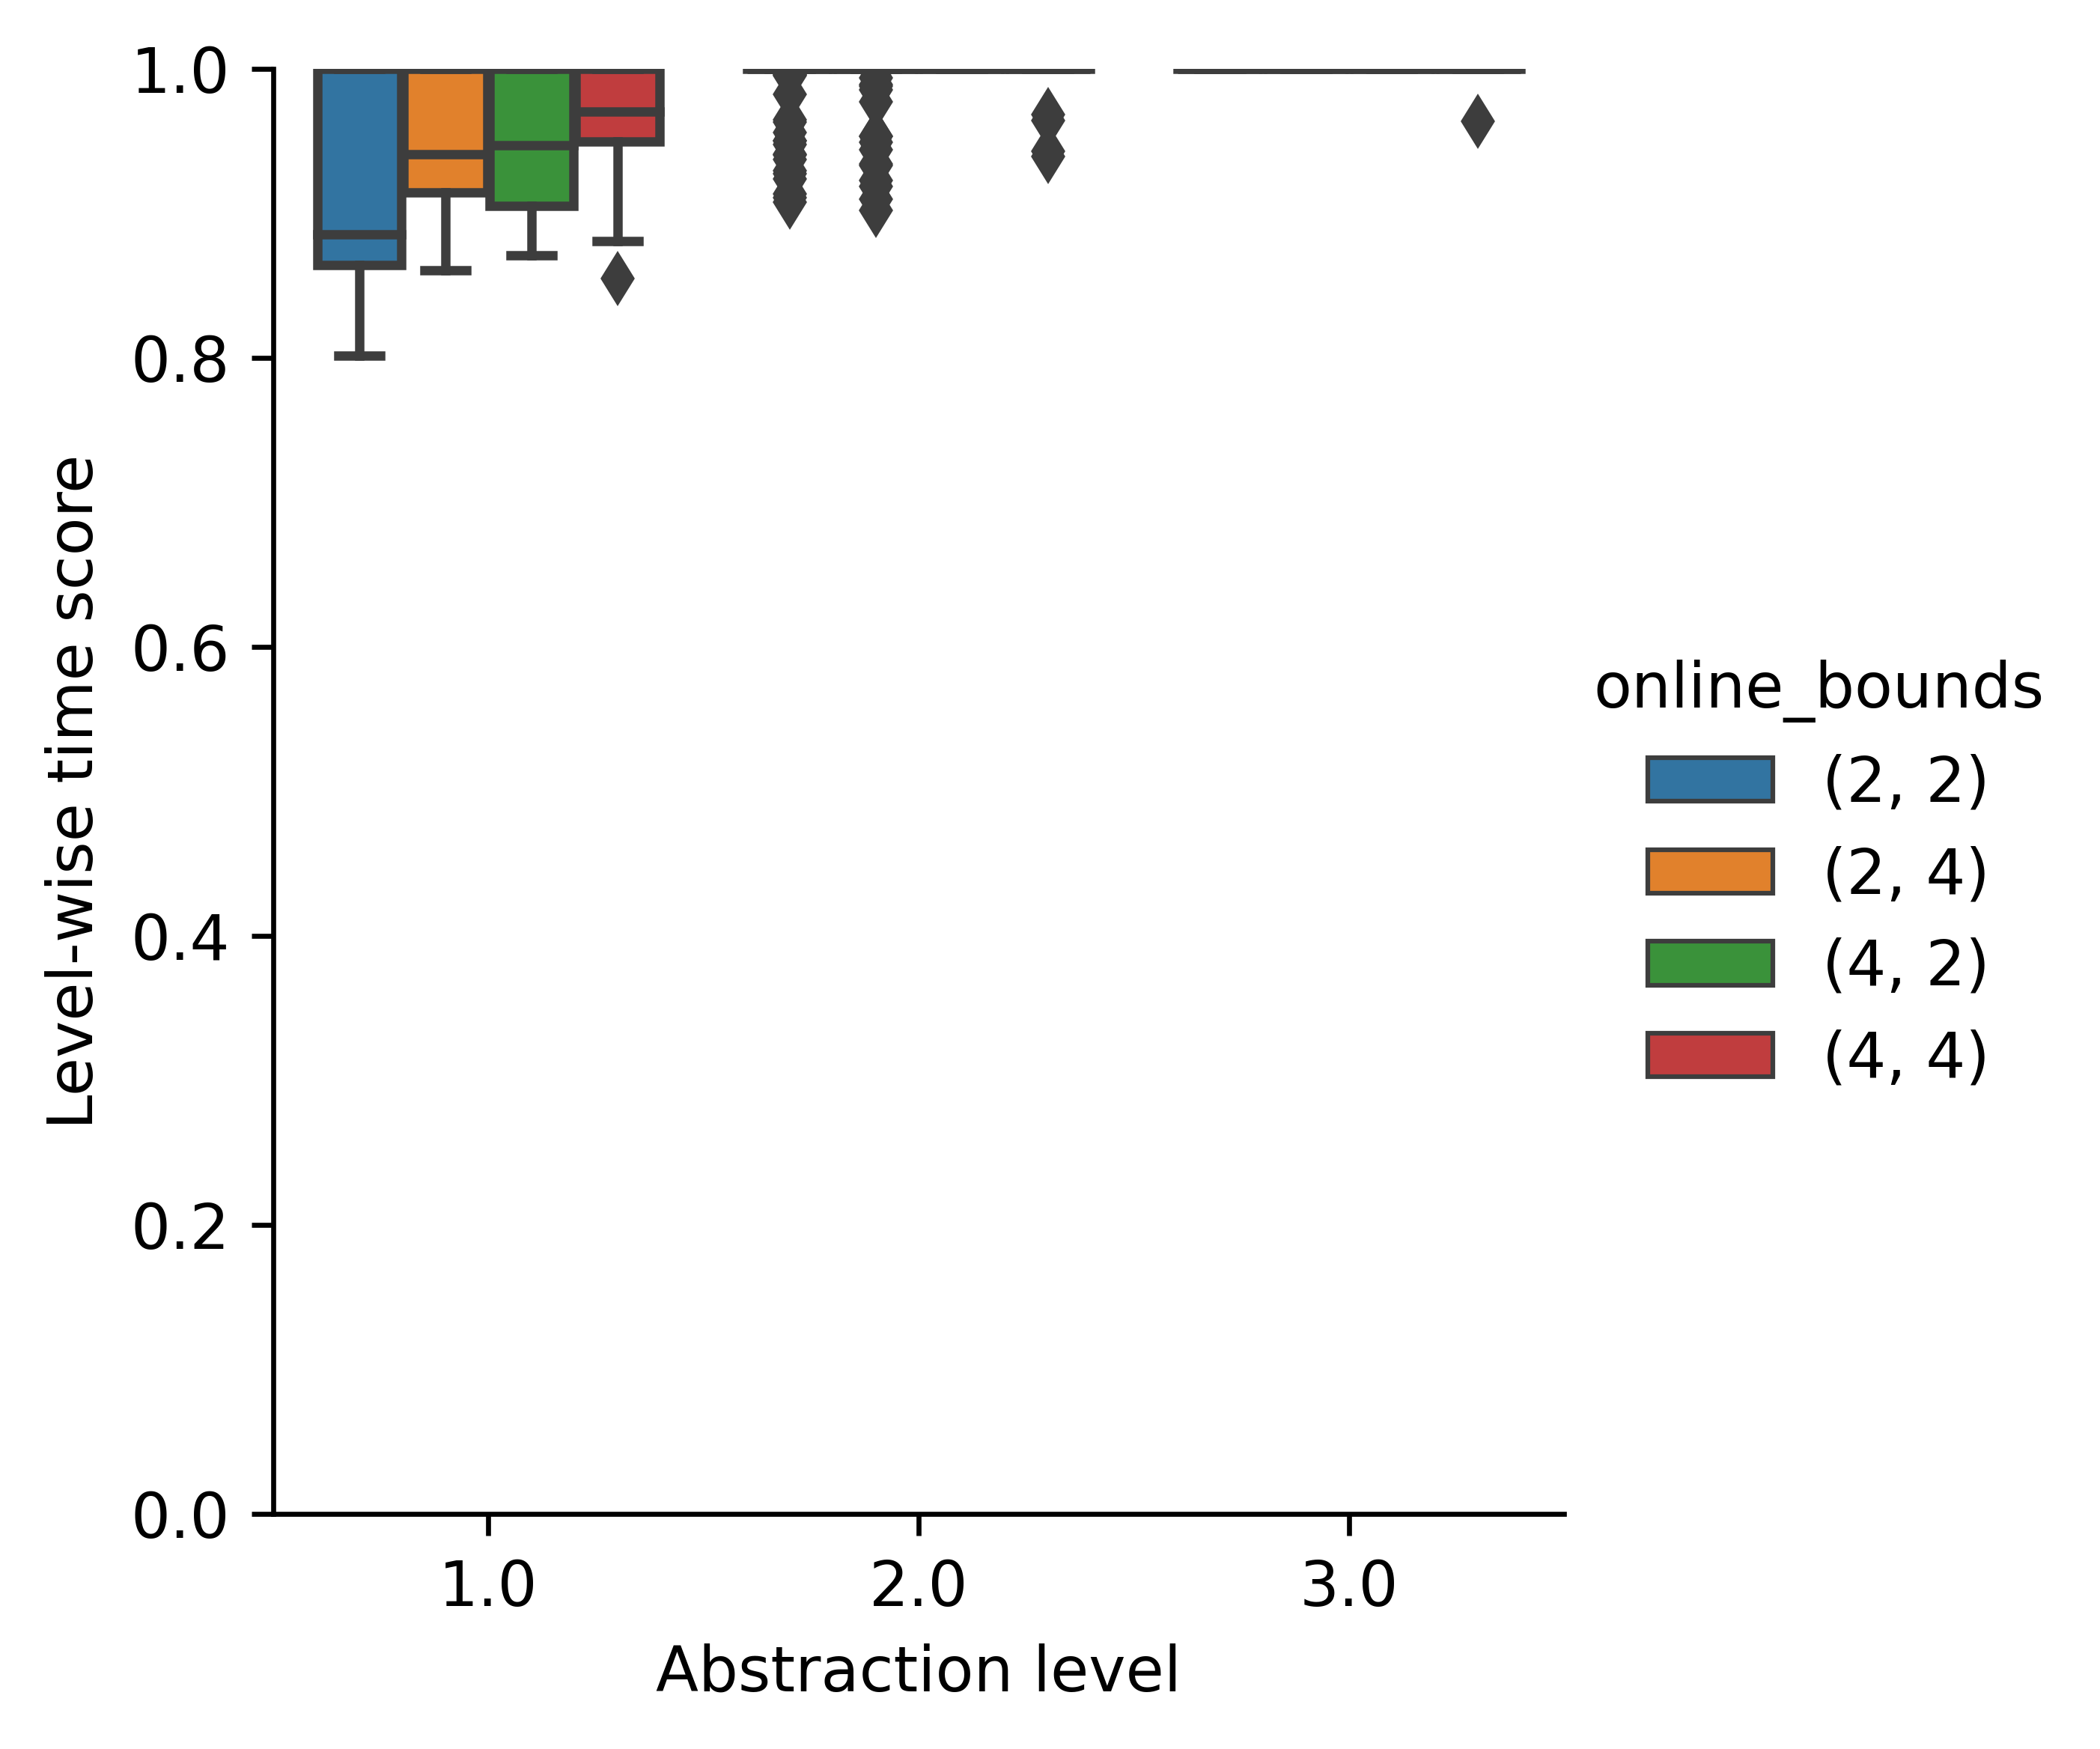 1.0
0.8
0.6
0.4
0.2
0.0
Level-wise time score
1.0 2.0 3.0
Abstraction level
online_bounds
(2, 2)
(2, 4)
(4, 2)
(4, 4)